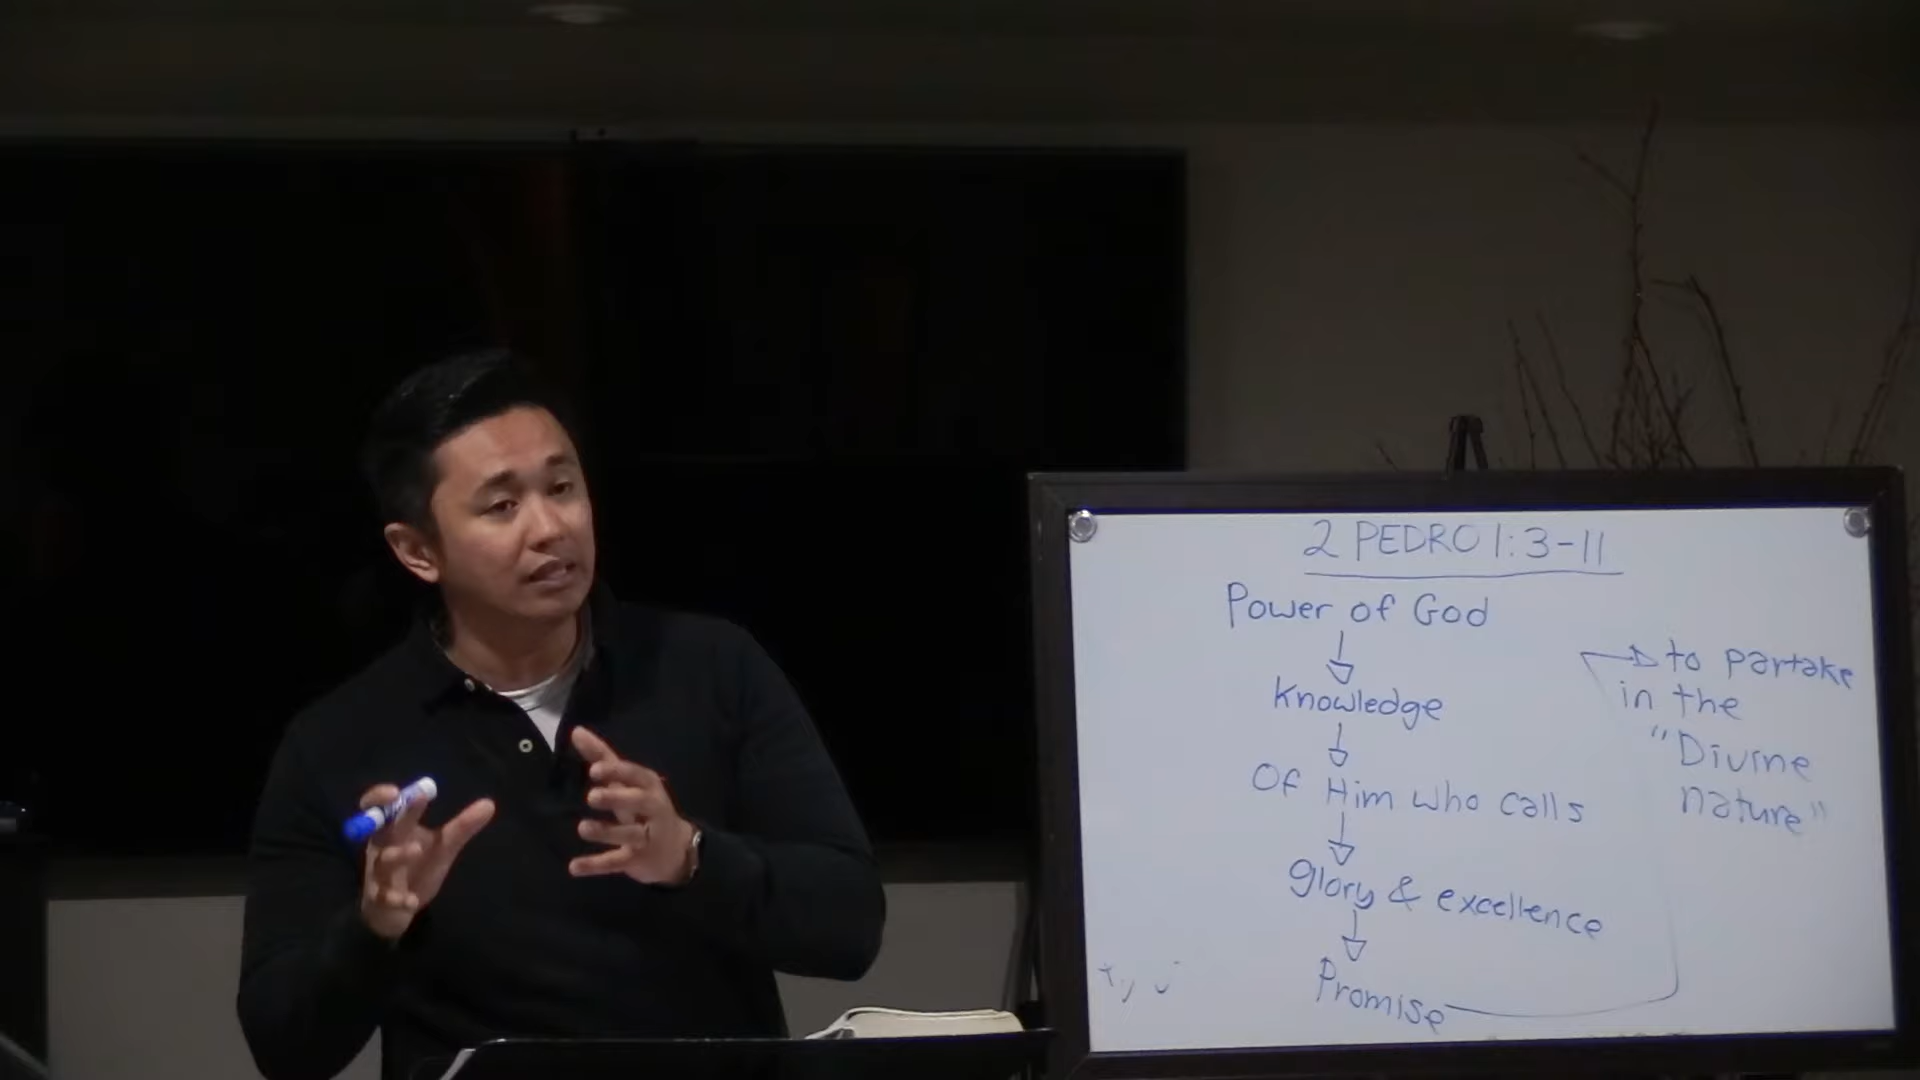 2 PEDRO 1:3-11
Power of God
Knowledge
Of Him who calls
glory & excellence
Promise
to partake
in the
"Divine
nature"